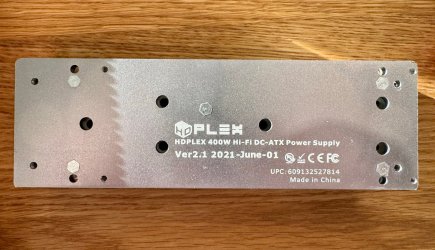 HDPLEX
HDPLEX 400W Hi-Fi DC-ATX Power Supply
Ver2.1 2021-June-01
UPC: 609132527814
Made in China